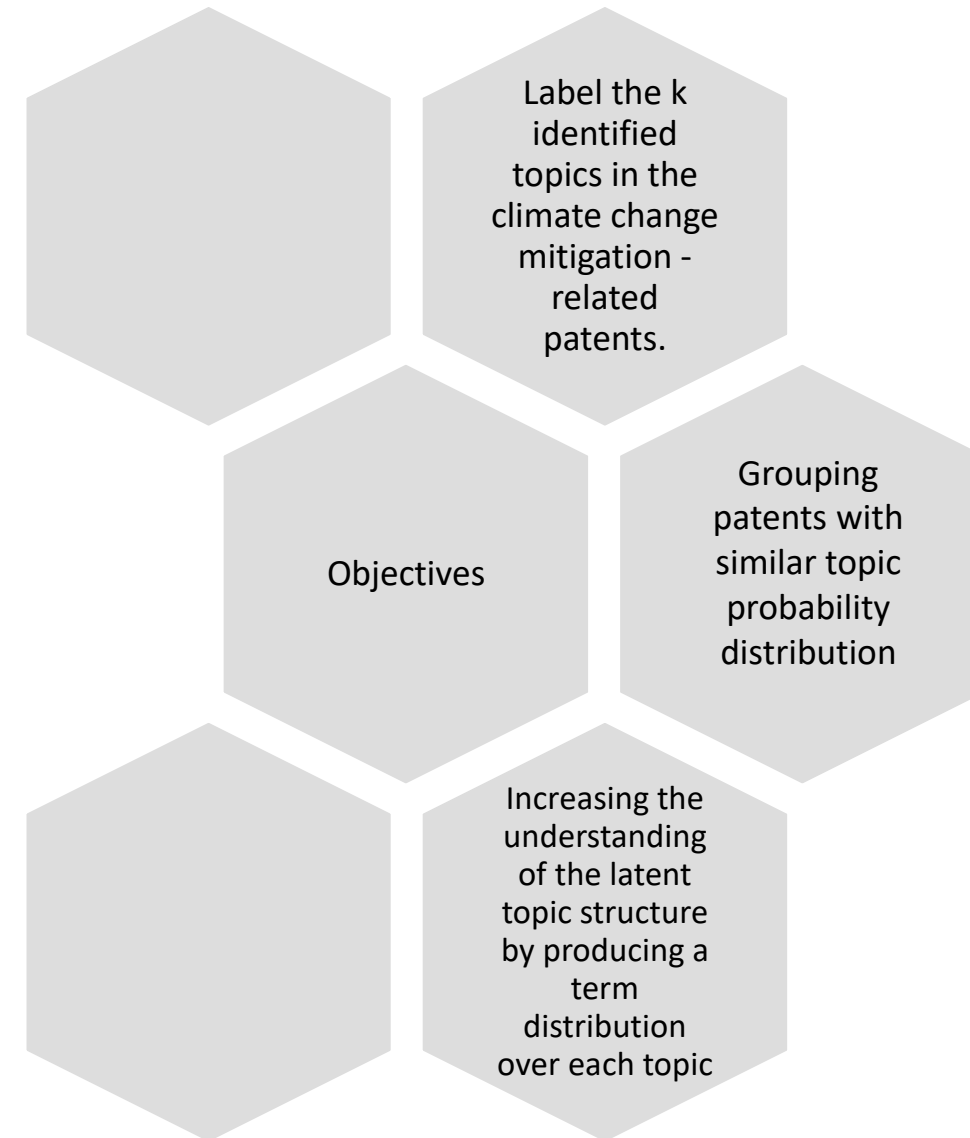 Label the k
identified
topics in the
climate change
mitigation -
related
patents.
Objectives
Grouping
patents with
similar topic
probability
distribution
Increasing the
understanding
of the latent
topic structure
by producing a
term
distribution
over each topic